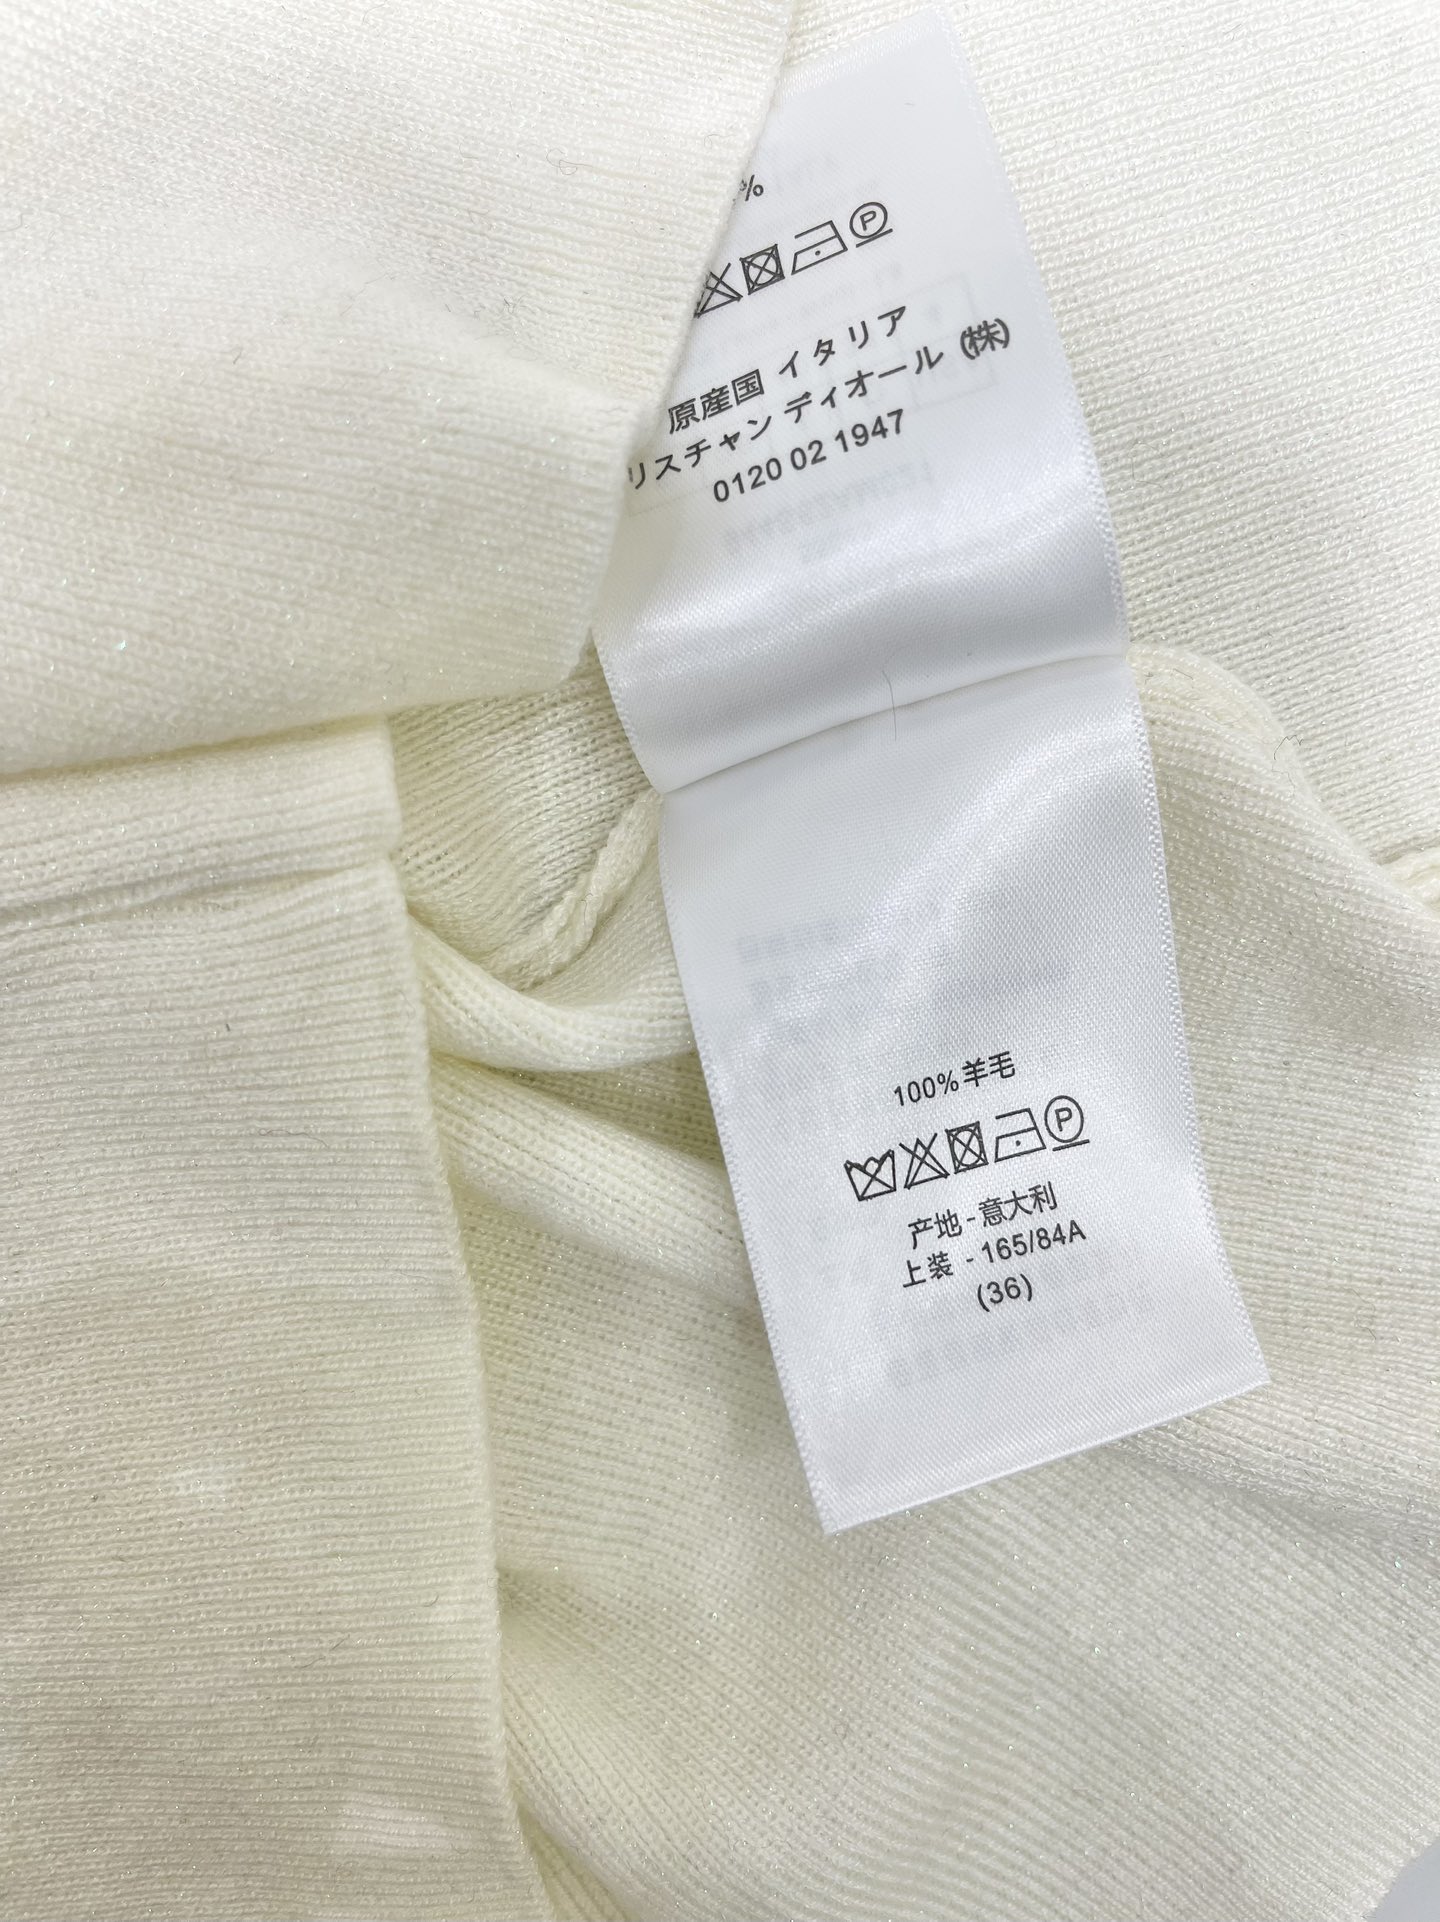 %
P
原産国 イタリア
リスチャン ディオール (株)
0120 02 1947
100%羊毛
P
产地 - 意大利
上装 - 165/84A
(36)